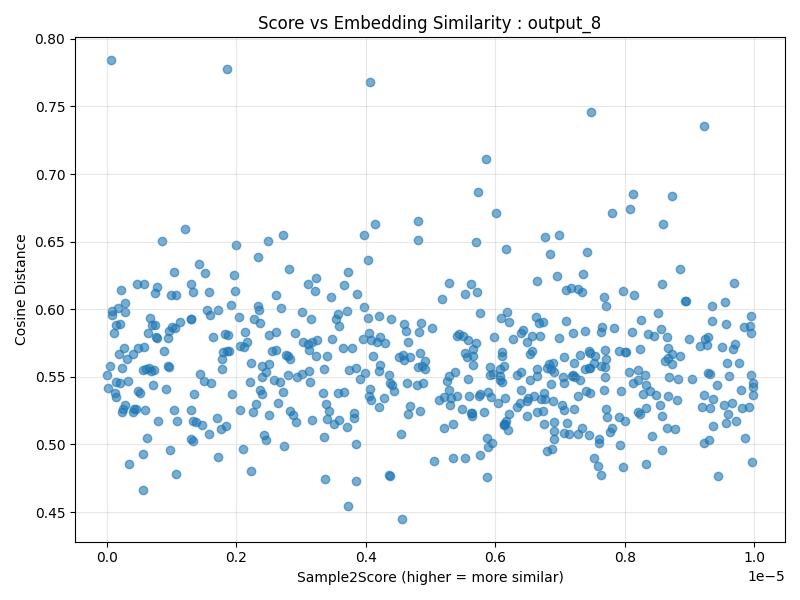 Score vs Embedding Similarity : output_8
Cosine Distance
0.80
0.75
0.70
0.65
0.60
0.55
0.50
0.45
0.0 0.2 0.4 0.6 0.8 1.0
1e−5
Sample2Score (higher = more similar)